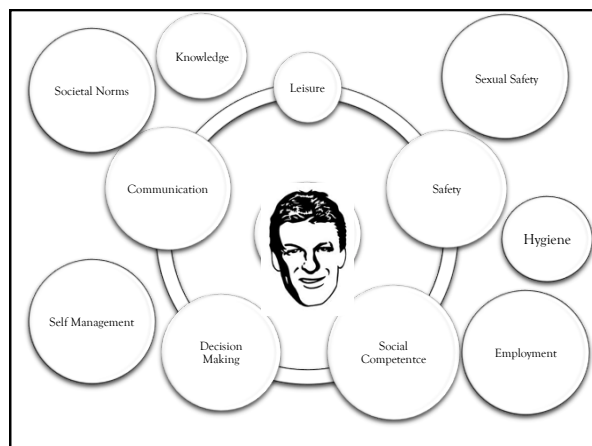 Knowledge
Leisure
Sexual Safety
Societal Norms
Communication
Safety
Hygiene
Self Management
Decision
Making
Social
Competentce
Employment